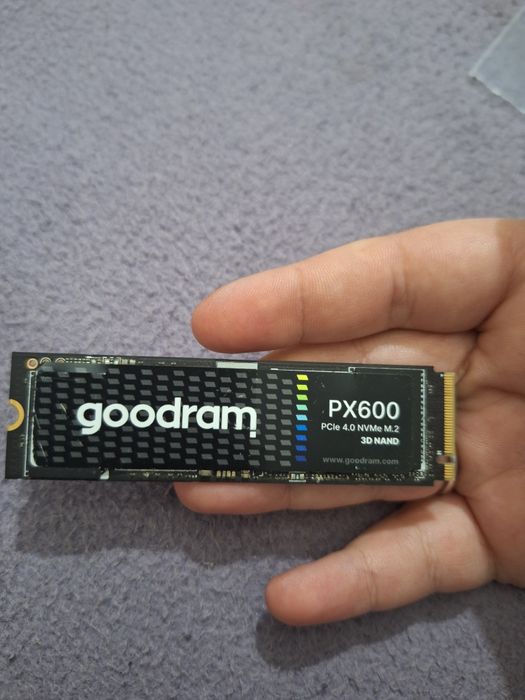 goodram
PX600
PCIe 4.0 NVMe M.2
3D NAND
www.goodram.com